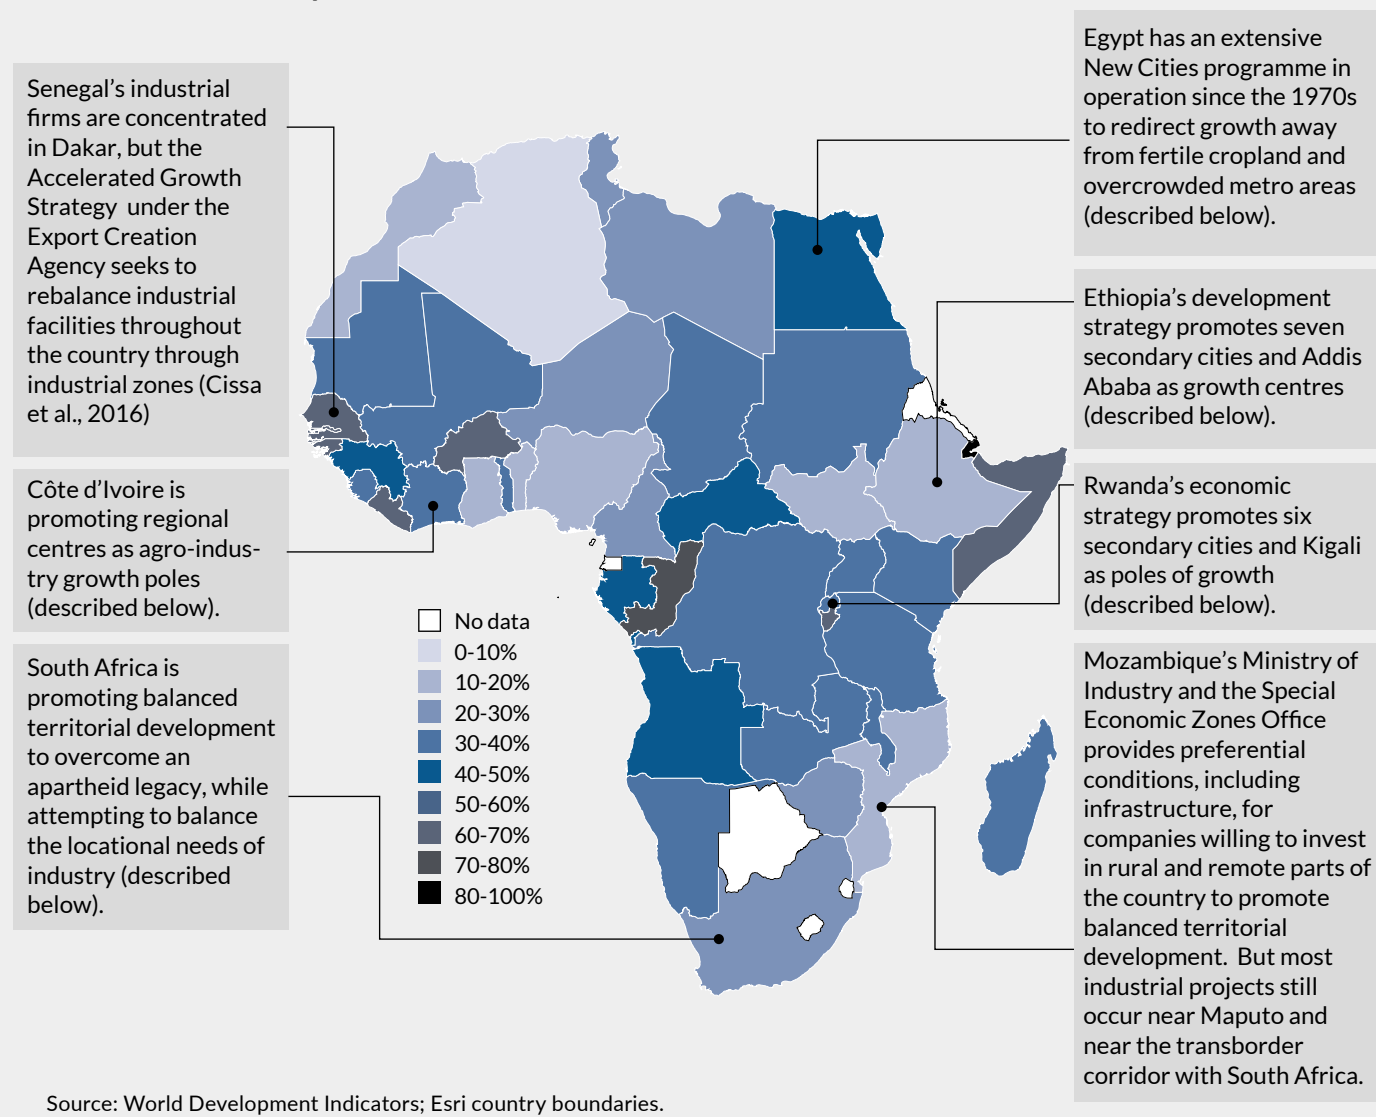 Senegal’s industrial
firms are concentrated
in Dakar, but the
Accelerated Growth
Strategy  under the
Export Creation
Agency seeks to
rebalance industrial
facilities throughout
the country through
industrial zones (Cissa
et al., 2016)
Côte d’Ivoire is
promoting regional
centres as agro-indus-
try growth poles
(described below).
South Africa is
promoting balanced
territorial development
to overcome an
apartheid legacy, while
attempting to balance
the locational needs of
industry (described
below).
No data
0-10%
10-20%
20-30%
30-40%
40-50%
50-60%
60-70%
70-80%
80-100%
Egypt has an extensive
New Cities programme in
operation since the 1970s
to redirect growth away
from fertile cropland and
overcrowded metro areas
(described below).
Ethiopia’s development
strategy promotes seven
secondary cities and Addis
Ababa as growth centres
(described below).
Rwanda’s economic
strategy promotes six
secondary cities and Kigali
as poles of growth
(described below).
Mozambique’s Ministry of
Industry and the Special
Economic Zones Office
provides preferential
conditions, including
infrastructure, for
companies willing to invest
in rural and remote parts of
the country to promote
balanced territorial
development.  But most
industrial projects still
occur near Maputo and
near the transborder
corridor with South Africa.
Source: World Development Indicators; Esri country boundaries.